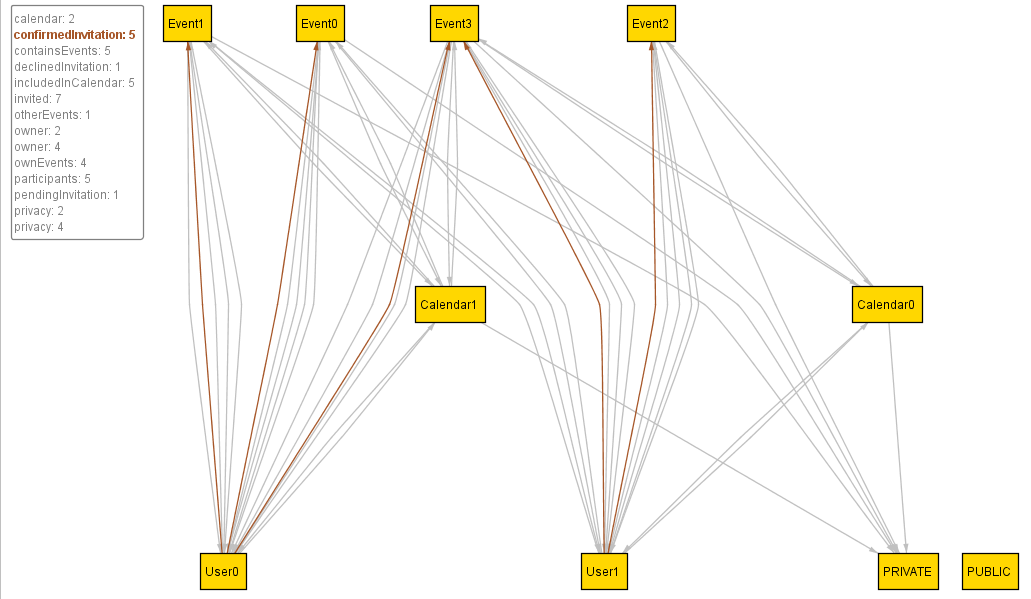 calendar: 2
confirmedInvitation: 5
containsEvents: 5
declinedInvitation: 1
includedInCalendar: 5
invited: 7
otherEvents: 1
owner: 2
owner: 4
ownEvents: 4
participants: 5
pendingInvitation: 1
privacy: 2
privacy: 4
Event1 Event0 Event3 Event2
Calendar1 Calendar0
User0 User1 PRIVATE PUBLIC